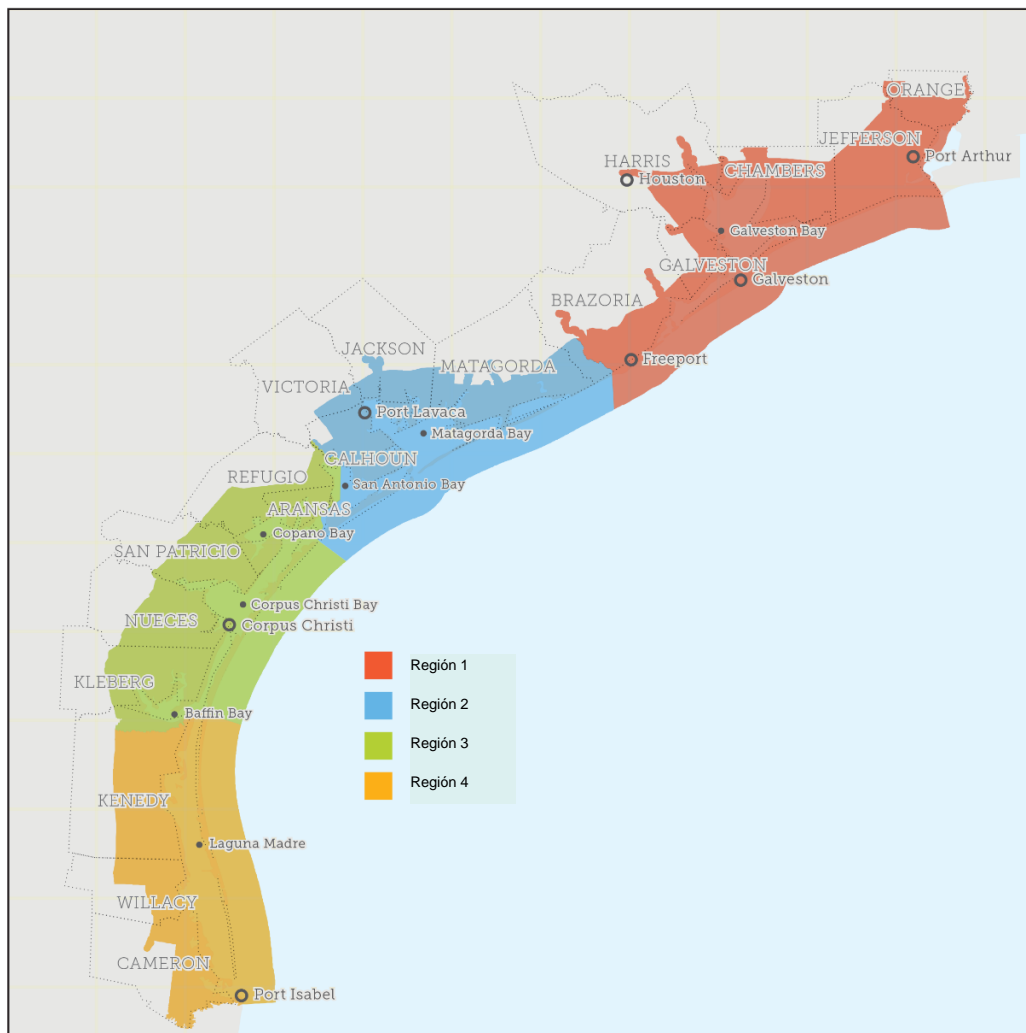 ORANGE
JEFFERSON
Port Arthur
HARRIS
CHAMBERS
Houston
Galveston Bay
GALVESTON
Galveston
BRAZORIA
JACKSON
Freeport
MATAGORDA
VICTORIA
Port Lavaca
Matagorda Bay
CALHOUN
REFUGIO
San Antonio Bay
ARANSAS
Copano Bay
SAN PATRICIO
Corpus Christi Bay
NUECES
Corpus Christi
KLEBERG
Baffin Bay
KENEDY
Laguna Madre
WILLACY
CAMERON
Port Isabel
Región 1
Región 2
Región 3
Región 4